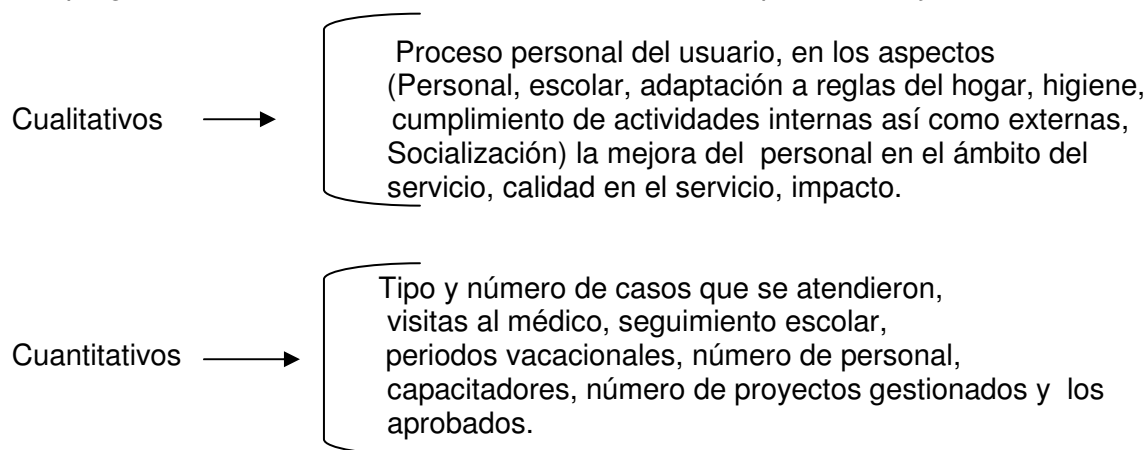 Proceso personal del usuario, en los aspectos
(Personal, escolar, adaptación a reglas del hogar, higiene,
Cualitativos
cumplimiento de actividades internas así como externas,
Socialización) la mejora del personal en el ámbito del
servicio, calidad en el servicio, impacto.
Tipo y número de casos que se atendieron,
visitas al médico, seguimiento escolar,
Cuantitativos
periodos vacacionales, número de personal,
capacitadores, número de proyectos gestionados y los
aprobados.